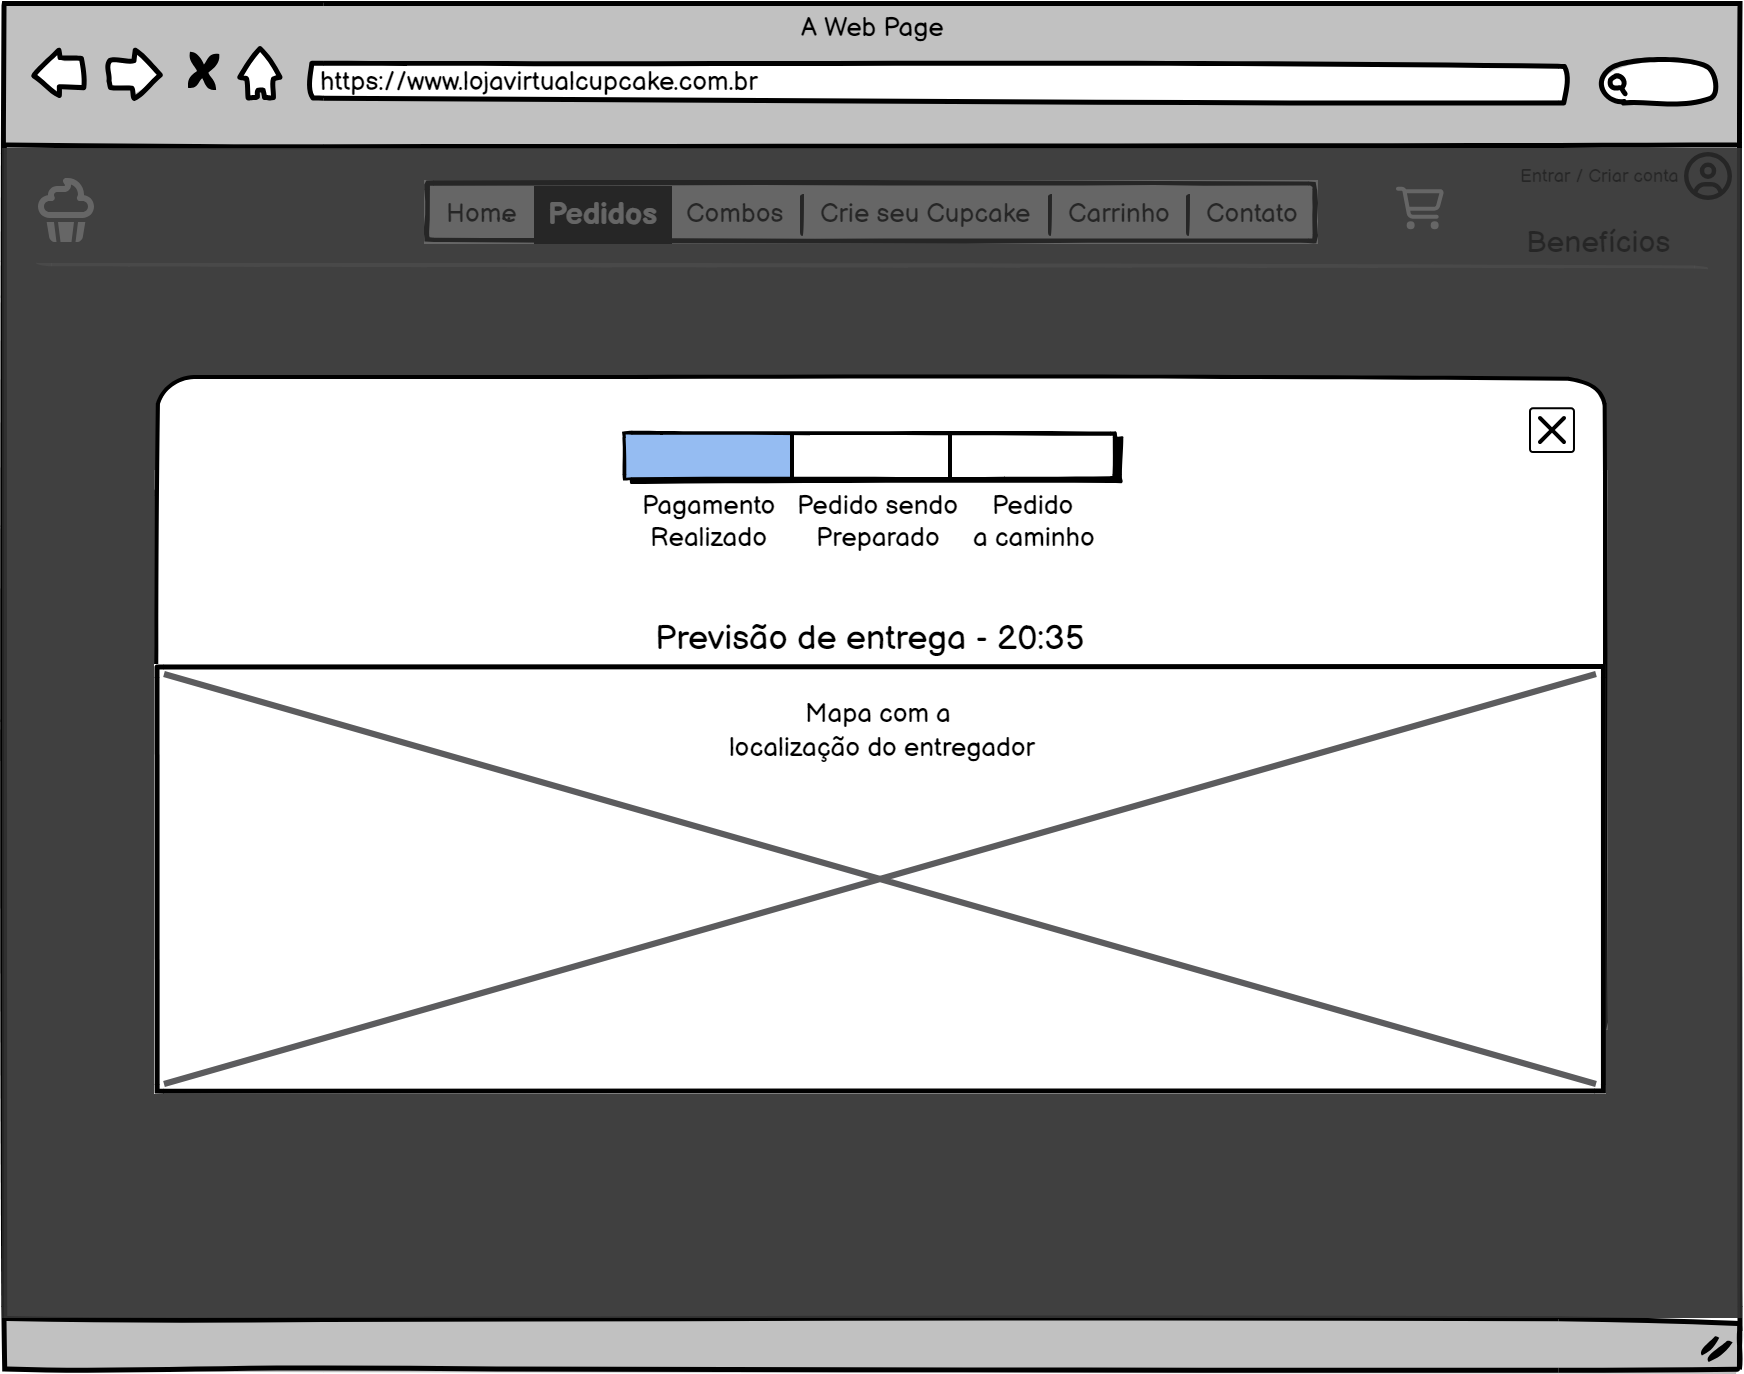 A Web Page
https://www.lojavirtualcupcake.com.br
Entrar / Criar conta
Home Pedidos Combos Crie seu Cupcake Carrinho Contato
Benefícios
Pagamento
Realizado
Pedido sendo
Preparado
Pedido
a caminho
Previsão de entrega - 20:35
Mapa com a
localização do entregador